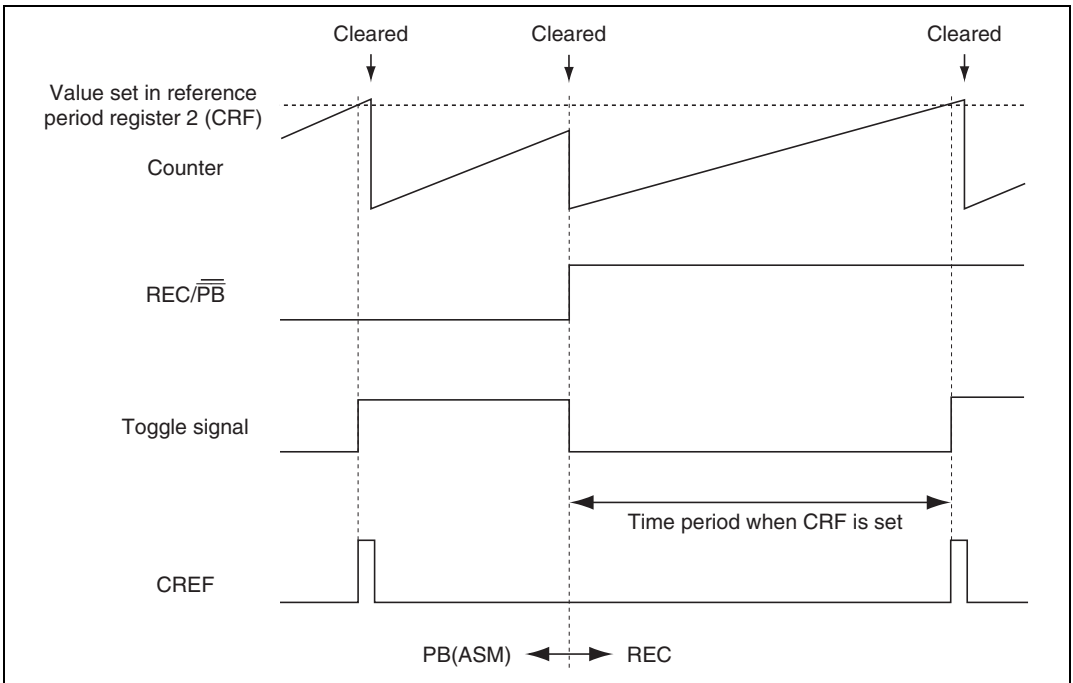 Cleared Cleared Cleared
Value set in reference
period register 2 (CRF)
Counter
REC/P̅B̅
Toggle signal
Time period when CRF is set
CREF
PB(ASM) REC